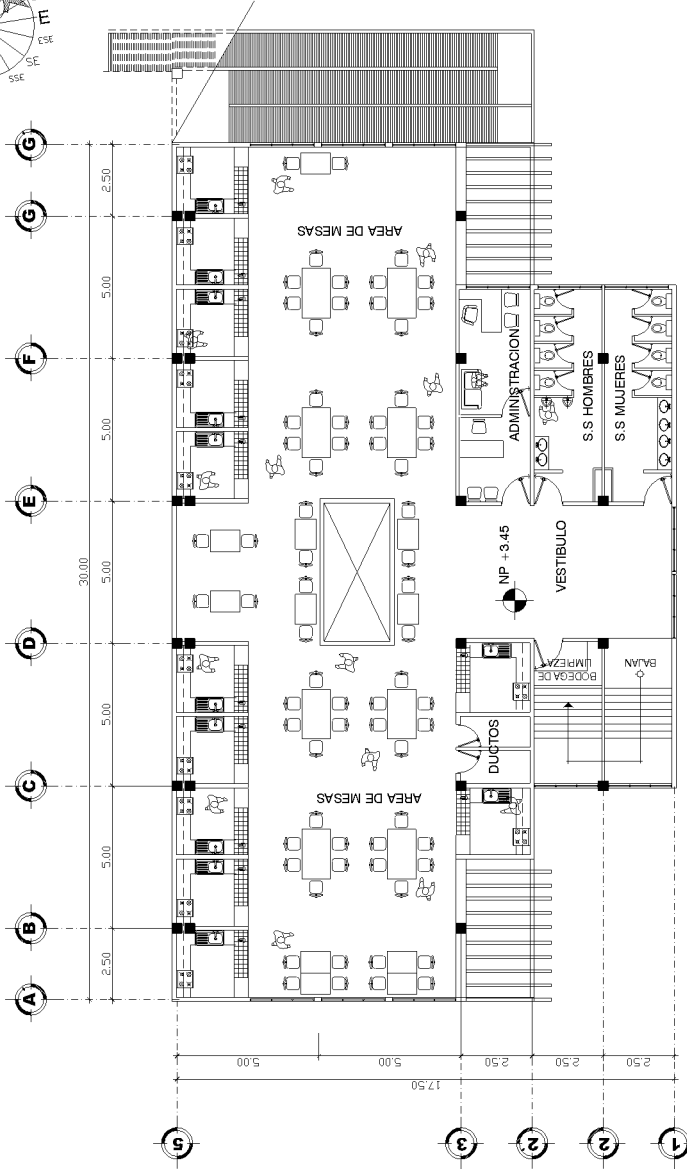 E
ESE
SE
SSE
G
G
F
E
D
C
B
A
2.50
5.00
5.00
5.00
5.00
5.00
2.50
30.00
AREA DE MESAS
ADMINISTRACION
S.S HOMBRES
S.S MUJERES
NP +3.45
VESTIBULO
BODEGA DE
LIMPIEZA
BAJAN
DUCTOS
AREA DE MESAS
5.00
5.00
2.50
2.50
2.50
17.50
5
3
2'
2
1